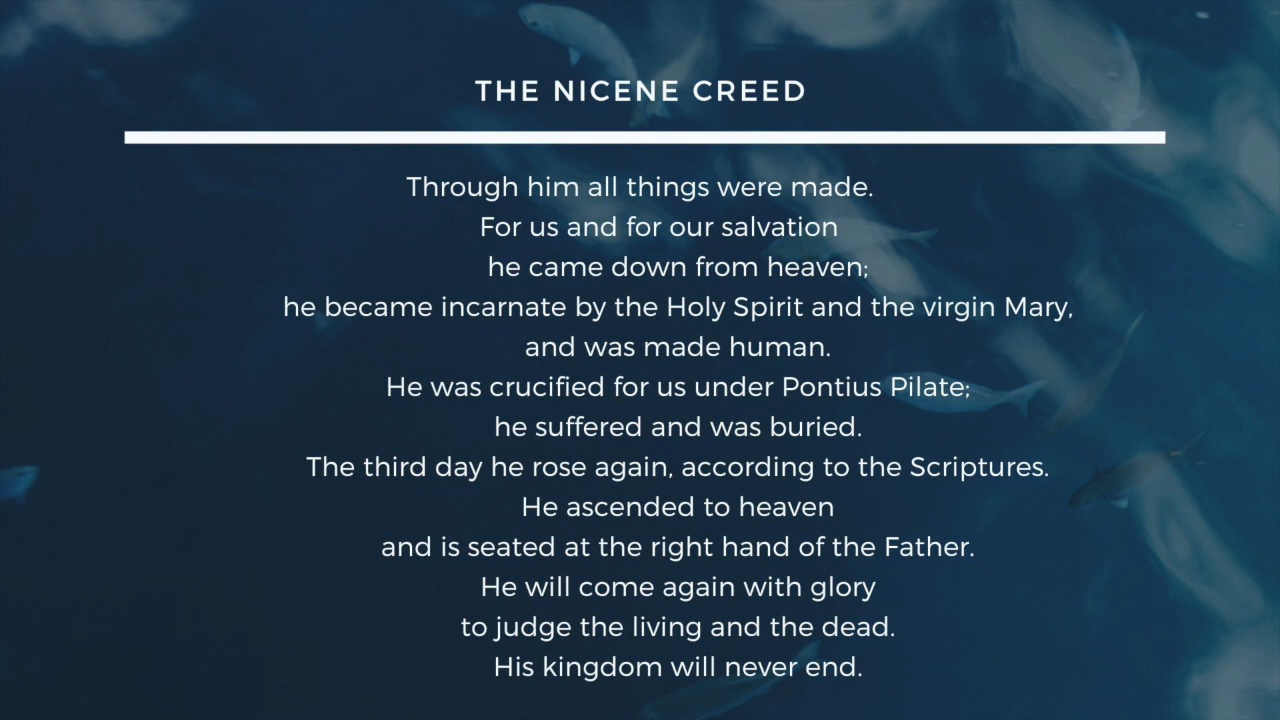 THE NICENE CREED
Through him all things were made.
For us and for our salvation
he came down from heaven;
he became incarnate by the Holy Spirit and the virgin Mary,
and was made human.
He was crucified for us under Pontius Pilate;
he suffered and was buried.
The third day he rose again, according to the Scriptures.
He ascended to heaven
and is seated at the right hand of the Father.
He will come again with glory
to judge the living and the dead.
His kingdom will never end.